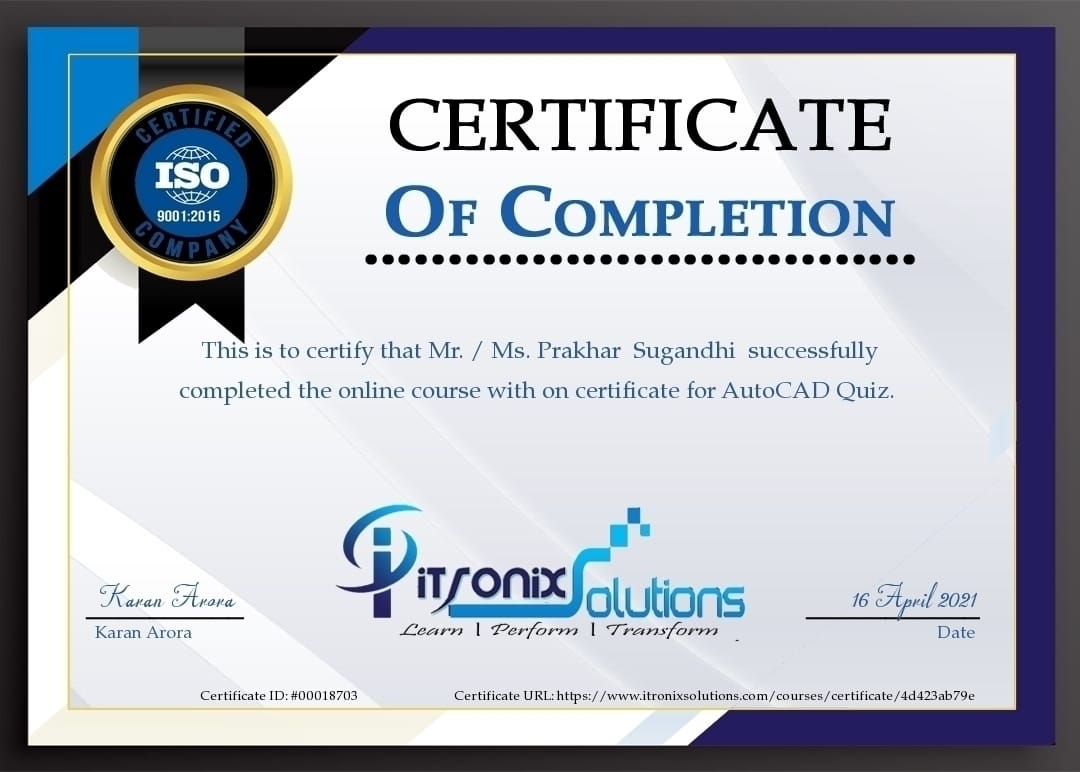 CERTIFIED
ISO
9001:2015
COMPANY
CERTIFICATE
OF COMPLETION
This is to certify that Mr. / Ms. Prakhar Sugandhi successfully
completed the online course with on certificate for AutoCAD Quiz.
iTronix Solutions
Learn | Perform | Transform
Karan Arora
Karan Arora
16 April 2021
Date
Certificate ID: #00018703
Certificate URL: https://www.itronixsolutions.com/courses/certificate/4d423ab79e